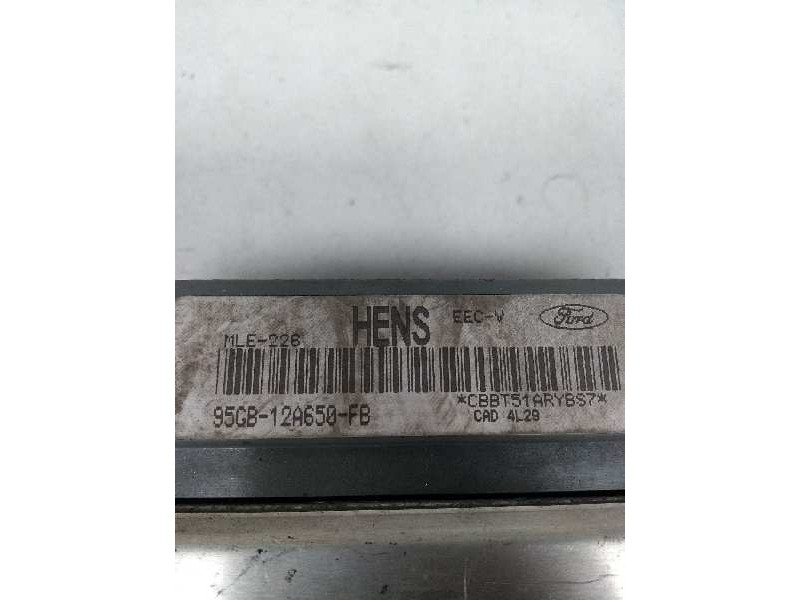 HENS EEC-V Ford
MLE-226
95GB-12A650-FB
*CBBT51ARYBS7*
CAD 4L29